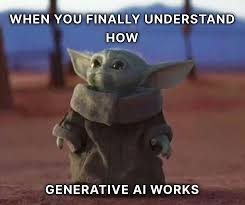 WHEN YOU FINALLY UNDERSTAND
HOW
GENERATIVE AI WORKS